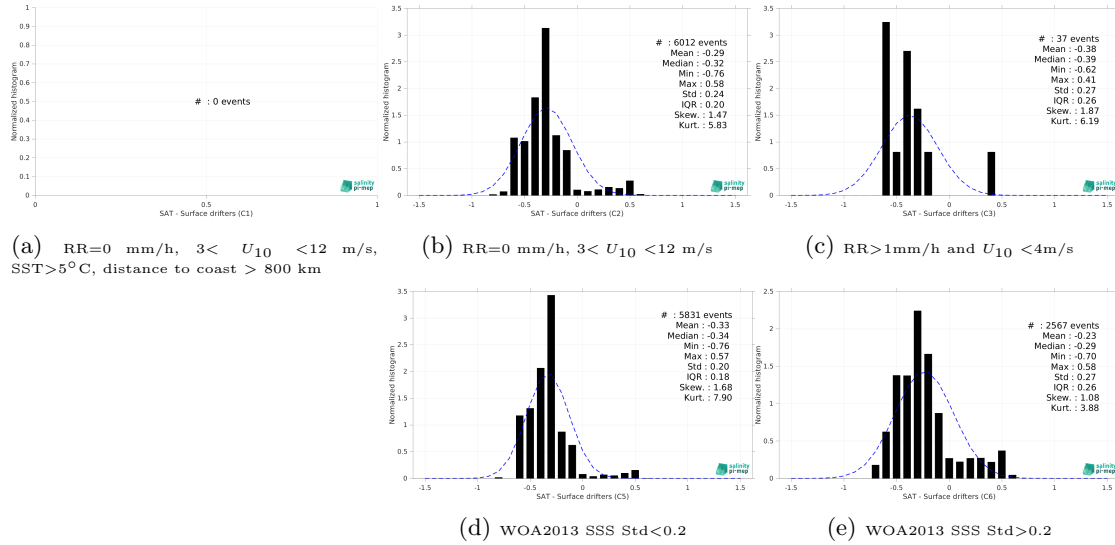 1
0.9
0.8
0.7
0.6
0.5
0.4
0.3
0.2
0.1
0
Normalized histogram
# : 0 events
salinity
pi-mep
0
0.5
1
SAT - Surface drifters (C1)
(a) RR=0 mm/h, 3< U10 <12 m/s,
SST>5°C, distance to coast > 800 km
3.5
3
2.5
2
1.5
1
0.5
0
Normalized histogram
# : 6012 events
Mean : -0.29
Median : -0.32
Min : -0.76
Max : 0.58
Std : 0.24
IQR : 0.20
Skew. : 1.47
Kurt. : 5.83
salinity
pi-mep
-1.5
-1
-0.5
0
0.5
1
1.5
SAT - Surface drifters (C2)
(b) RR=0 mm/h, 3< U10 <12 m/s
3.5
3
2.5
2
1.5
1
0.5
0
Normalized histogram
# : 37 events
Mean : -0.38
Median : -0.39
Min : -0.62
Max : 0.41
Std : 0.27
IQR : 0.26
Skew. : 1.87
Kurt. : 6.19
salinity
pi-mep
-1.5
-1
-0.5
0
0.5
1
1.5
SAT - Surface drifters (C3)
(c) RR>1mm/h and U10 <4m/s
3.5
3
2.5
2
1.5
1
0.5
0
Normalized histogram
# : 5831 events
Mean : -0.33
Median : -0.34
Min : -0.76
Max : 0.57
Std : 0.20
IQR : 0.18
Skew. : 1.68
Kurt. : 7.90
salinity
pi-mep
-1.5
-1
-0.5
0
0.5
1
1.5
SAT - Surface drifters (C5)
(d) WOA2013 SSS Std<0.2
2.5
2
1.5
1
0.5
0
Normalized histogram
# : 2567 events
Mean : -0.23
Median : -0.29
Min : -0.70
Max : 0.58
Std : 0.27
IQR : 0.26
Skew. : 1.08
Kurt. : 3.88
salinity
pi-mep
-1.5
-1
-0.5
0
0.5
1
1.5
SAT - Surface drifters (C6)
(e) WOA2013 SSS Std>0.2